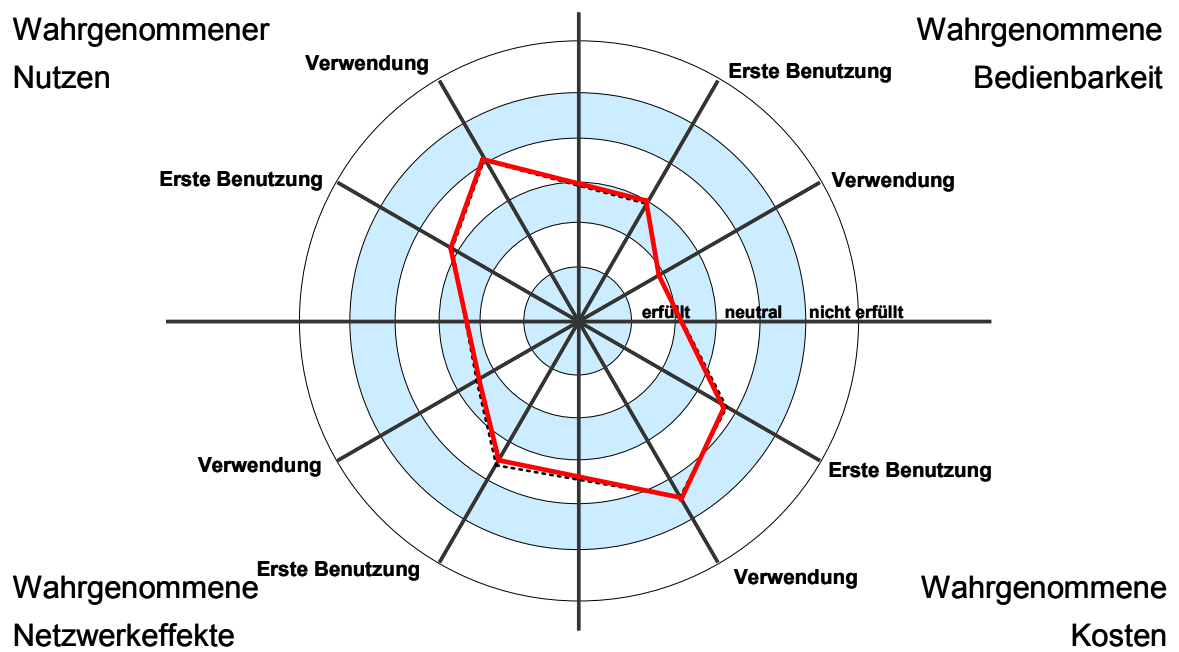 Wahrgenommener
Nutzen
Wahrgenommene
Bedienbarkeit
Verwendung
Erste Benutzung
Erste Benutzung
Verwendung
erfüllt
neutral
nicht erfüllt
Verwendung
Erste Benutzung
Erste Benutzung
Verwendung
Wahrgenommene
Netzwerkeffekte
Wahrgenommene
Kosten